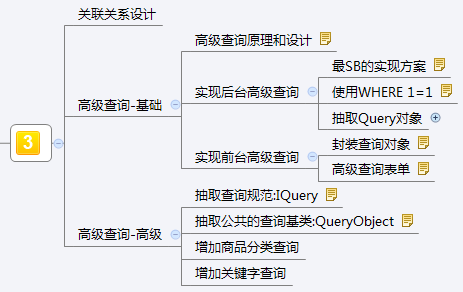 关联关系设计
高级查询原理和设计
最SB的实现方案
实现后台高级查询
使用WHERE 1=1
高级查询-基础
抽取Query对象
封装查询对象
实现前台高级查询
高级查询表单
3
抽取查询规范:IQuery
抽取公共的查询基类:QueryObject
高级查询-高级
增加商品分类查询
增加关键字查询